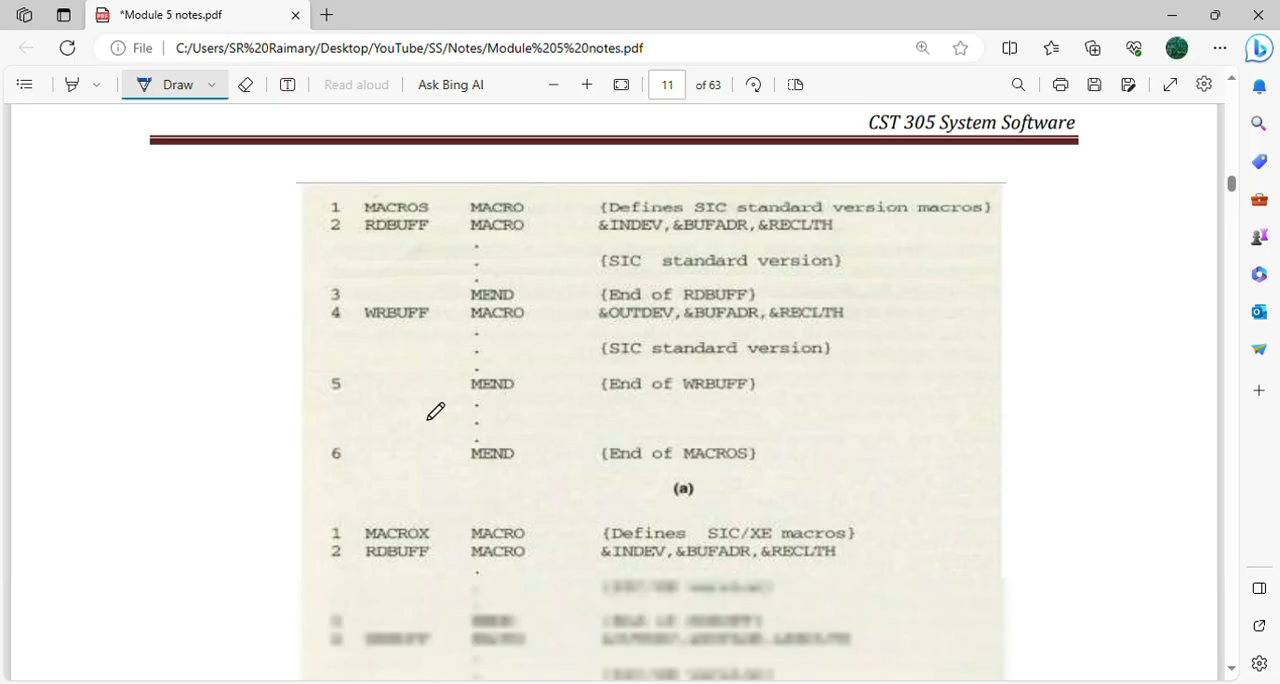 *Module 5 notes.pdf
File C:/Users/SR%20Raimary/Desktop/YouTube/SS/Notes/Module%205%20notes.pdf
Draw Read aloud Ask Bing AI 11 of 63
CST 305 System Software
1 MACROS MACRO {Defines SIC standard version macros}
2 RDBUFF MACRO &INDEV,&BUFADR,&RECLTH
.
. {SIC standard version}
.
3 MEND {End of RDBUFF}
4 WRBUFF MACRO &OUTDEV,&BUFADR,&RECLTH
.
. {SIC standard version}
.
5 MEND {End of WRBUFF}
.
.
.
6 MEND {End of MACROS}
(a)
1 MACROX MACRO {Defines SIC/XE macros}
2 RDBUFF MACRO &INDEV,&BUFADR,&RECLTH
.